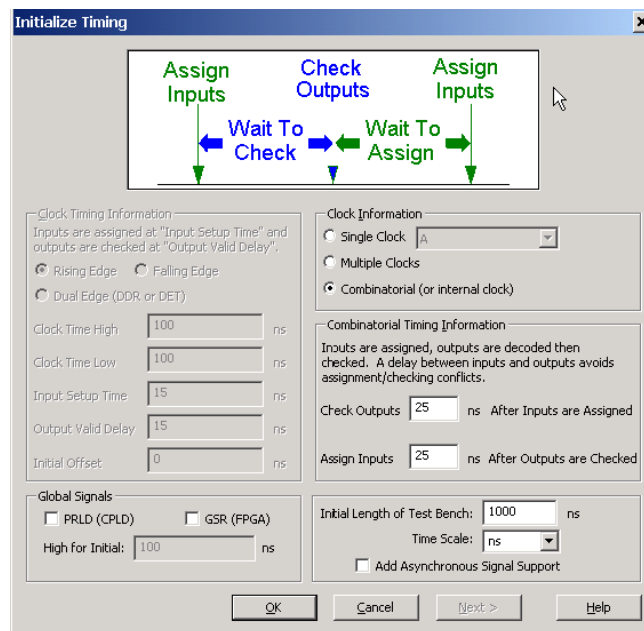 Initialize Timing
Assign Inputs
Check Outputs
Assign Inputs
Wait To Check
Wait To Assign
Clock Timing Information
Inputs are assigned at "Input Setup Time" and
outputs are checked at "Output Valid Delay".
Rising Edge Falling Edge
Dual Edge (DDR or DET)
Clock Time High 100 ns
Clock Time Low 100 ns
Input Setup Time 15 ns
Output Valid Delay 15 ns
Initial Offset 0 ns
Clock Information
Single Clock A
Multiple Clocks
Combinatorial (or internal clock)
Combinatorial Timing Information
Inputs are assigned, outputs are decoded then
checked. A delay between inputs and outputs avoids
assignment/checking conflicts.
Check Outputs 25 ns After Inputs are Assigned
Assign Inputs 25 ns After Outputs are Checked
Global Signals
PRLD (CPLD) GSR (FPGA)
High for Initial: 100 ns
Initial Length of Test Bench: 1000 ns
Time Scale: ns
Add Asynchronous Signal Support
OK Cancel Next > Help